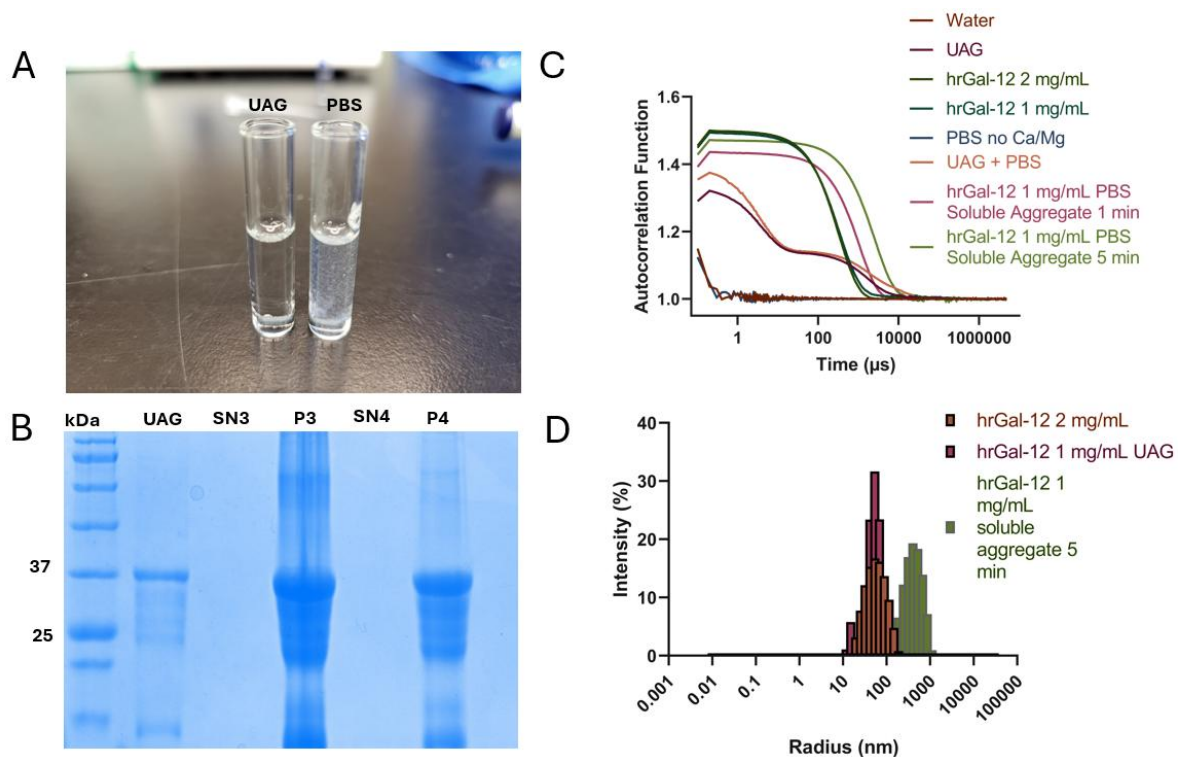 A
UAG PBS
B
kDa UAG SN3 P3 SN4 P4
37
25
C
Water
UAG
hrGal-12 2 mg/mL
hrGal-12 1 mg/mL
PBS no Ca/Mg
UAG + PBS
hrGal-12 1 mg/mL PBS
Soluble Aggregate 1 min
hrGal-12 1 mg/mL PBS
Soluble Aggregate 5 min
Autocorrelation Function
1.6
1.4
1.2
1.0
1 100 10000 1000000
Time (µs)
D
hrGal-12 2 mg/mL
hrGal-12 1 mg/mL UAG
hrGal-12 1
mg/mL
soluble
aggregate 5
min
Intensity (%)
40
30
20
10
0
0.001 0.01 0.1 1 10 100 1000 10000 100000
Radius (nm)